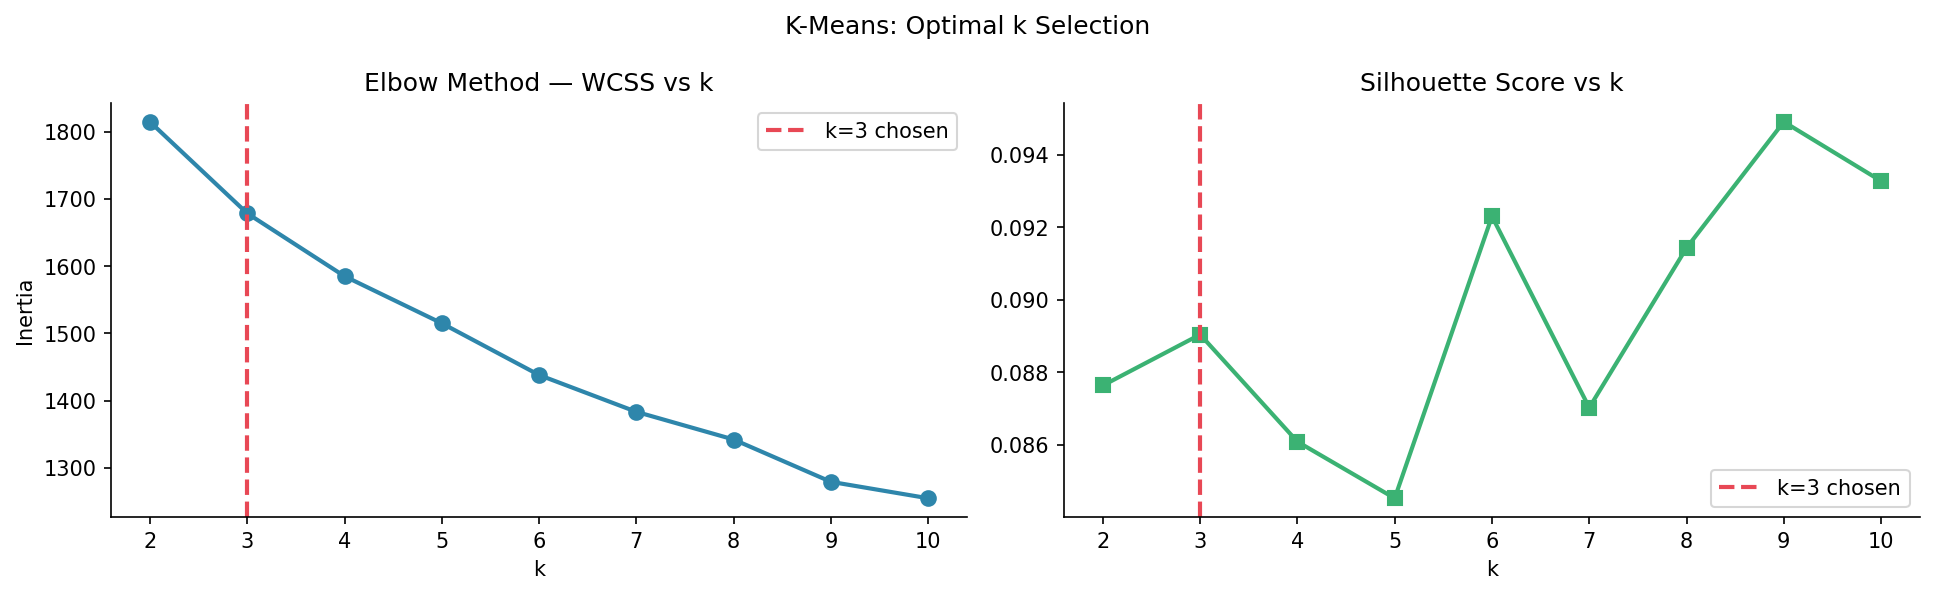 K-Means: Optimal k Selection
Elbow Method — WCSS vs k
k=3 chosen
1800
1700
1600
1500
1400
1300
Inertia
2 3 4 5 6 7 8 9 10
k
Silhouette Score vs k
0.094
0.092
0.090
0.088
0.086
k=3 chosen
2 3 4 5 6 7 8 9 10
k